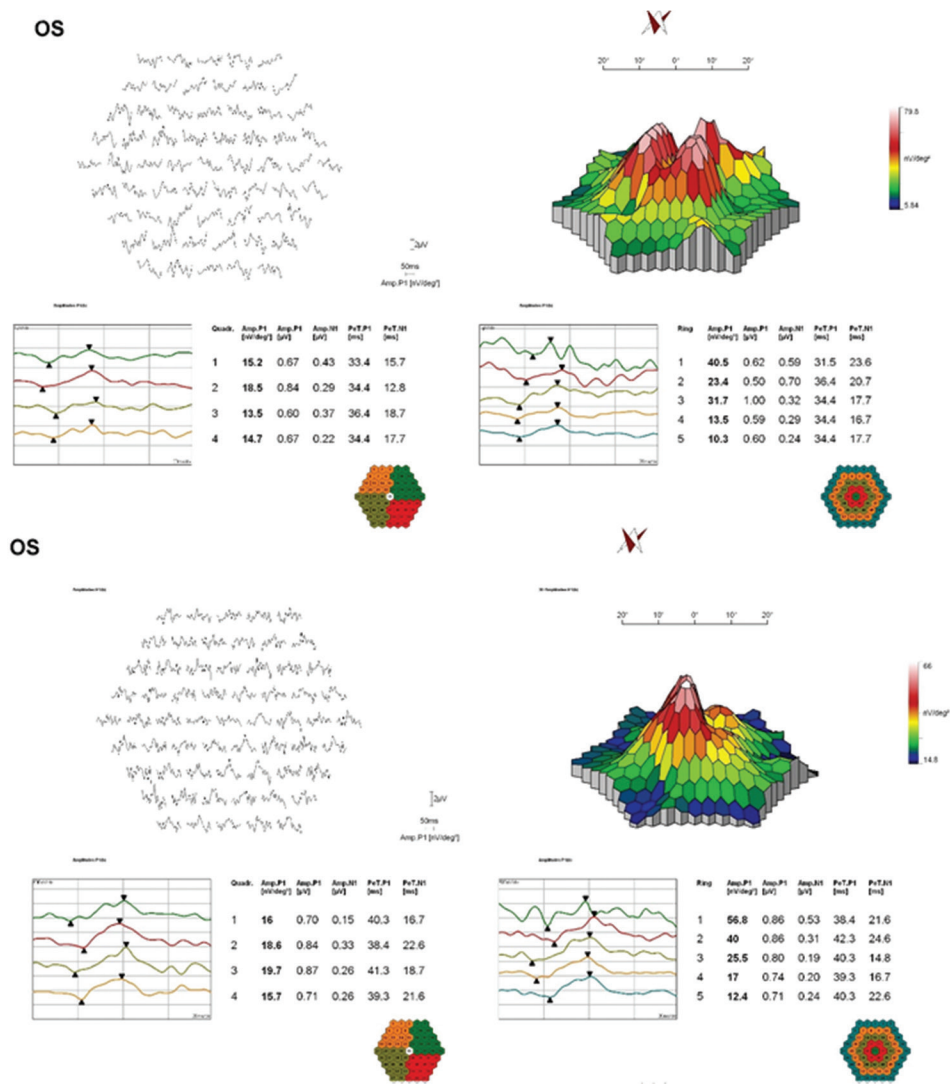 OS
20° 10° 0° 10° 20°
79.8
nV/deg²
5.84
2µV
50ms
Amp.P1 [nV/deg²]
Quadr. Amp.P1 [nV/deg²] Amp.P1 [µV] Amp.N1 [µV] PeT.P1 [ms] PeT.N1 [ms]
1 15.2 0.67 0.43 33.4 15.7
2 18.5 0.84 0.29 34.4 12.8
3 13.5 0.60 0.37 36.4 18.7
4 14.7 0.67 0.22 34.4 17.7
Ring Amp.P1 [nV/deg²] Amp.P1 [µV] Amp.N1 [µV] PeT.P1 [ms] PeT.N1 [ms]
1 40.5 0.62 0.59 31.5 23.6
2 23.4 0.50 0.70 36.4 20.7
3 31.7 1.00 0.32 34.4 17.7
4 13.5 0.59 0.29 34.4 16.7
5 10.3 0.60 0.24 34.4 17.7
OS
20° 10° 0° 10° 20°
66
nV/deg²
14.8
2µV
50ms
Amp.P1 [nV/deg²]
Quadr. Amp.P1 [nV/deg²] Amp.P1 [µV] Amp.N1 [µV] PeT.P1 [ms] PeT.N1 [ms]
1 16 0.70 0.15 40.3 16.7
2 18.6 0.84 0.33 38.4 22.6
3 19.7 0.87 0.26 41.3 18.7
4 15.7 0.71 0.26 39.3 21.6
Ring Amp.P1 [nV/deg²] Amp.P1 [µV] Amp.N1 [µV] PeT.P1 [ms] PeT.N1 [ms]
1 56.8 0.86 0.53 38.4 21.6
2 40 0.86 0.31 42.3 24.6
3 25.5 0.80 0.19 40.3 14.8
4 17 0.74 0.20 39.3 16.7
5 12.4 0.71 0.24 40.3 22.6